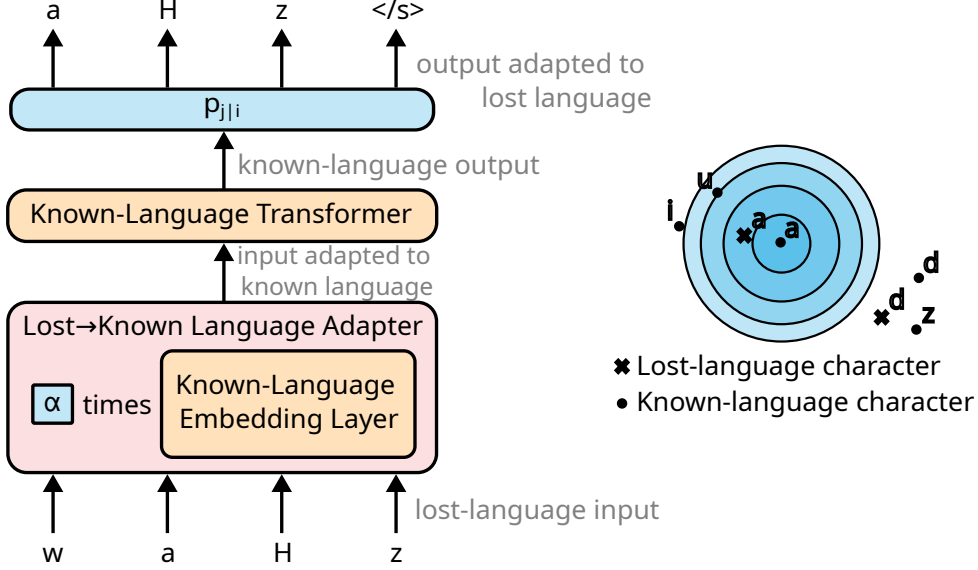 a H z </s>
output adapted to
lost language
p_{j|i}
known-language output
Known-Language Transformer
input adapted to
known language
Lost→Known Language Adapter
α times
Known-Language
Embedding Layer
lost-language input
w a H z
u
i
a
a
d
d
z
Lost-language character
Known-language character